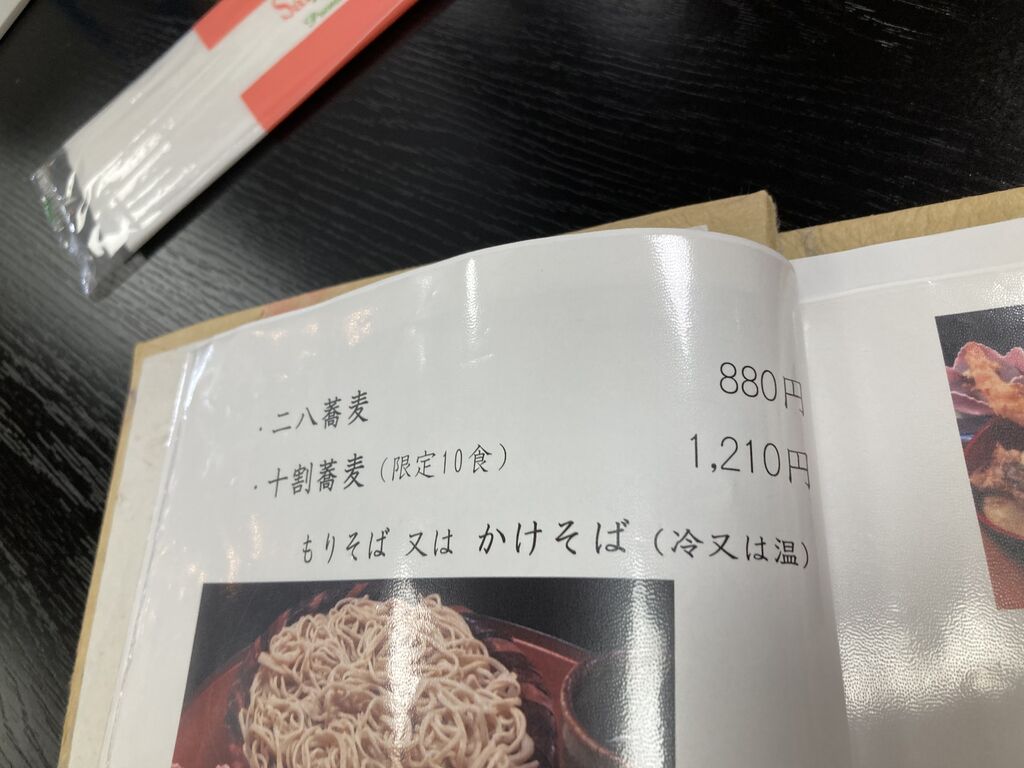 ・二八蕎麦 880円
・十割蕎麦（限定10食） 1,210円
もりそば 又は かけそば（冷又は温）